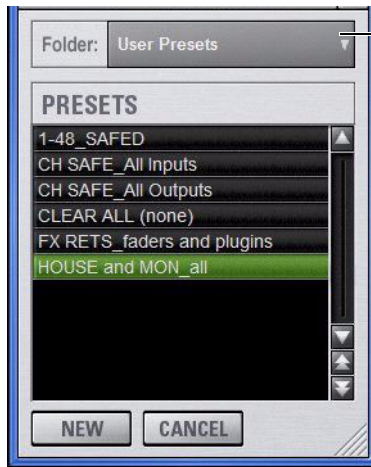 Folder: User Presets
PRESETS
1-48_SAFED
CH SAFE_All Inputs
CH SAFE_All Outputs
CLEAR ALL (none)
FX RETS_faders and plugins
HOUSE and MON_all
NEW CANCEL